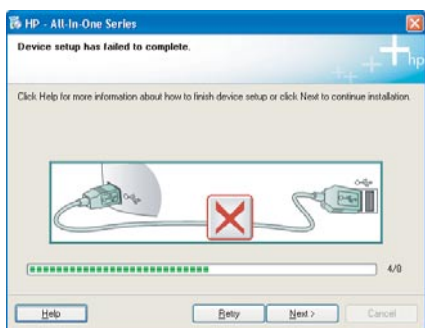 HP - All-In-One Series
Device setup has failed to complete.
hp
Click Help for more information about how to finish device setup or click Next to continue installation.
4/8
Help
Retry
Next >
Cancel